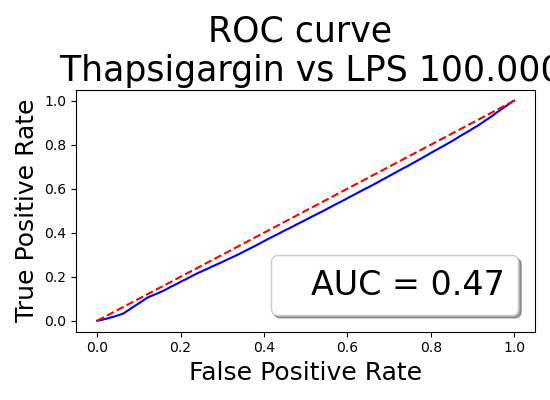 ROC curve
Thapsigargin vs LPS 100.000
True Positive Rate
1.0
0.8
0.6
0.4
0.2
0.0
AUC = 0.47
0.0 0.2 0.4 0.6 0.8 1.0
False Positive Rate